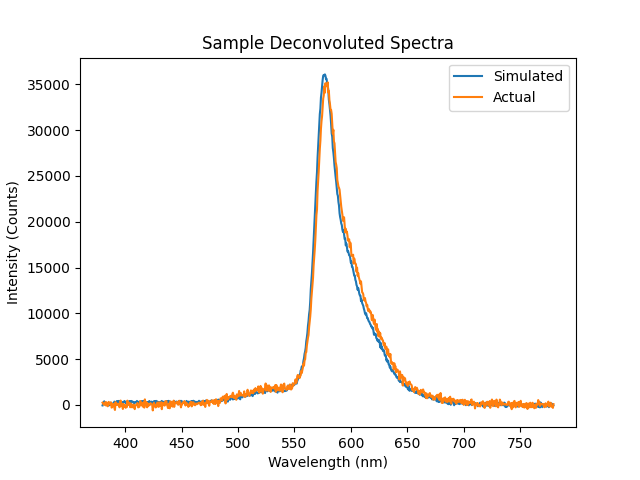 Sample Deconvoluted Spectra
Simulated
Actual
Intensity (Counts)
35000
30000
25000
20000
15000
10000
5000
0
400 450 500 550 600 650 700 750
Wavelength (nm)